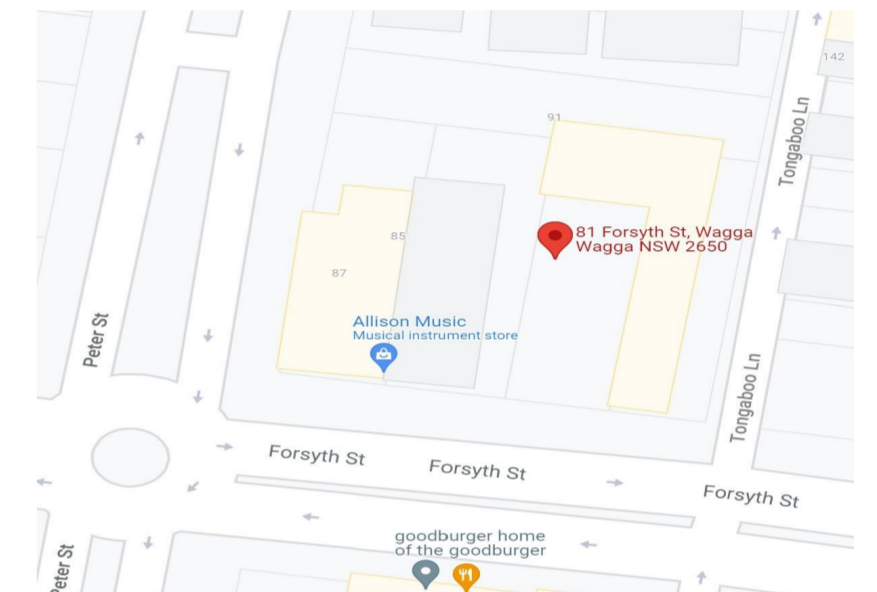 142
Tongaboo Ln
91
81 Forsyth St, Wagga
Wagga NSW 2650
85
87
Allison Music
Musical instrument store
Peter St
Tongaboo Ln
Forsyth St
Forsyth St
Forsyth St
goodburger home
of the goodburger
Peter St